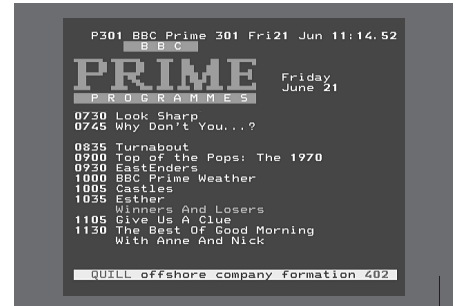 P301 BBC Prime 301 Fri21 Jun 11:14.52
BBC
PRIME
PROGRAMMES
Friday
June 21
0730 Look Sharp
0745 Why Don't You...?
0835 Turnabout
0900 Top of the Pops: The 1970
0930 EastEnders
1000 BBC Prime Weather
1005 Castles
1035 Esther
Winners And Losers
1105 Give Us A Clue
1130 The Best Of Good Morning
With Anne And Nick
QUILL offshore company formation 402